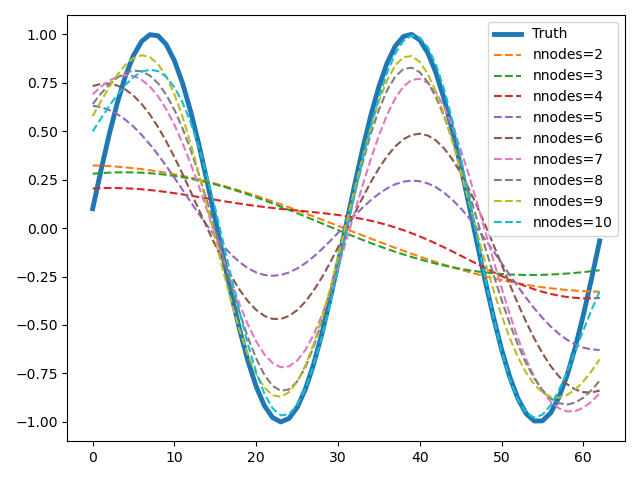 1.00
0.75
0.50
0.25
0.00
−0.25
−0.50
−0.75
−1.00
0 10 20 30 40 50 60
Truth
nnodes=2
nnodes=3
nnodes=4
nnodes=5
nnodes=6
nnodes=7
nnodes=8
nnodes=9
nnodes=10